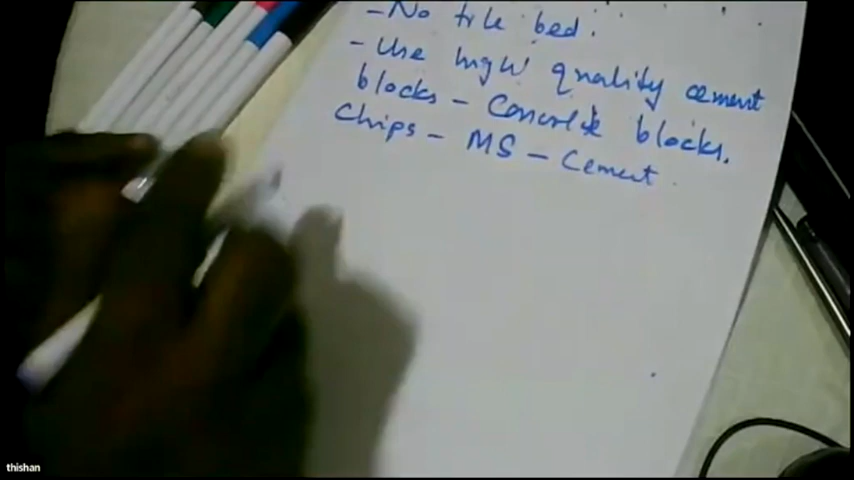 - No tile bed.
- Use high quality cement
blocks - Concrete blocks.
Chips - MS - Cement
thishan